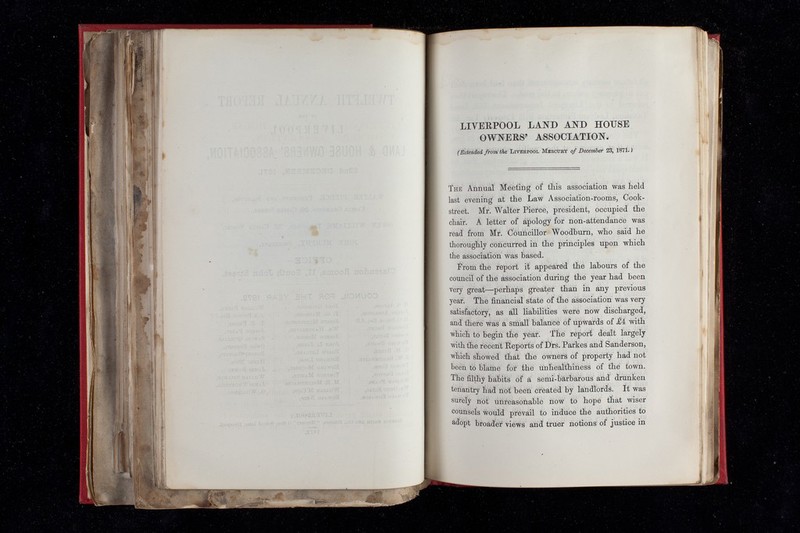 LIVERPOOL LAND AND HOUSE
OWNERS' ASSOCIATION.
(Extended from the LIVERPOOL MERCURY of December 23, 1871.)
THE Annual Meeting of this association was held
last evening at the Law Association-rooms, Cook-
street. Mr. Walter Pierce, president, occupied the
chair. A letter of apology for non-attendance was
read from Mr. Councillor Woodburn, who said he
thoroughly concurred in the principles upon which
the association was based.
From the report it appeared the labours of the
council of the association during the year had been
very great—perhaps greater than in any previous
year. The financial state of the association was very
satisfactory, as all liabilities were now discharged,
and there was a small balance of upwards of £4 with
which to begin the year. The report dealt largely
with the recent Reports of Drs. Parkes and Sanderson,
which showed that the owners of property had not
been to blame for the unhealthiness of the town.
The filthy habits of a semi-barbarous and drunken
tenantry had not been created by landlords. It was
surely not unreasonable now to hope that wiser
counsels would prevail to induce the authorities to
adopt broader views and truer notions of justice in